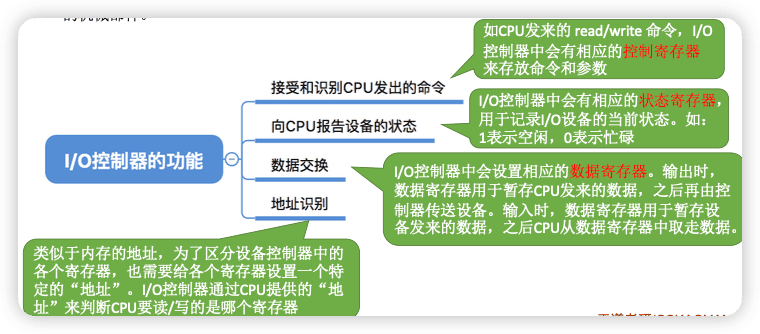 的机械部件。
如CPU发来的 read/write 命令，I/O
控制器中会有相应的控制寄存器
来存放命令和参数
接受和识别CPU发出的命令
I/O控制器中会有相应的状态寄存器，
用于记录I/O设备的当前状态。如：
1表示空闲，0表示忙碌
向CPU报告设备的状态
I/O控制器的功能
数据交换
I/O控制器中会设置相应的数据寄存器。输出时，
数据寄存器用于暂存CPU发来的数据，之后再由控
制器传送设备。输入时，数据寄存器用于暂存设
备发来的数据，之后CPU从数据寄存器中取走数据。
地址识别
类似于内存的地址，为了区分设备控制器中的
各个寄存器，也需要给各个寄存器设置一个特
定的“地址”。I/O控制器通过CPU提供的“地
址”来判断CPU要读/写的是哪个寄存器